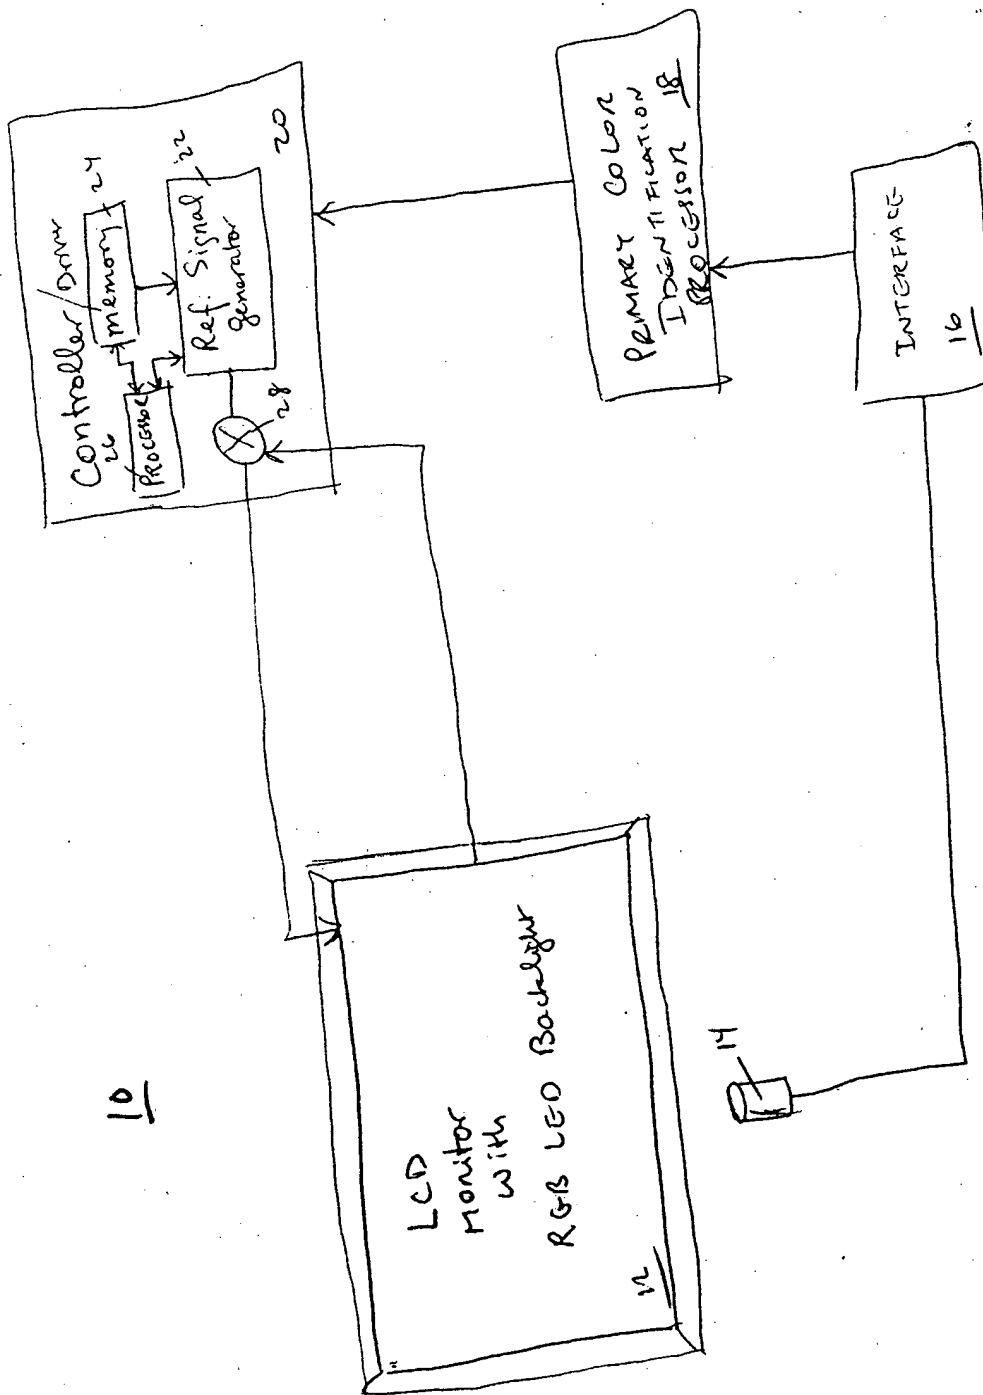 10
LCD
Monitor
with
RGB LED Backlight
12
14
Controller/Driver
26
PROCESSOR
memory
24
Ref. Signal
generator
22
28
20
PRIMARY COLOR
IDENTIFICATION
PROCESSOR
18
INTERFACE
16